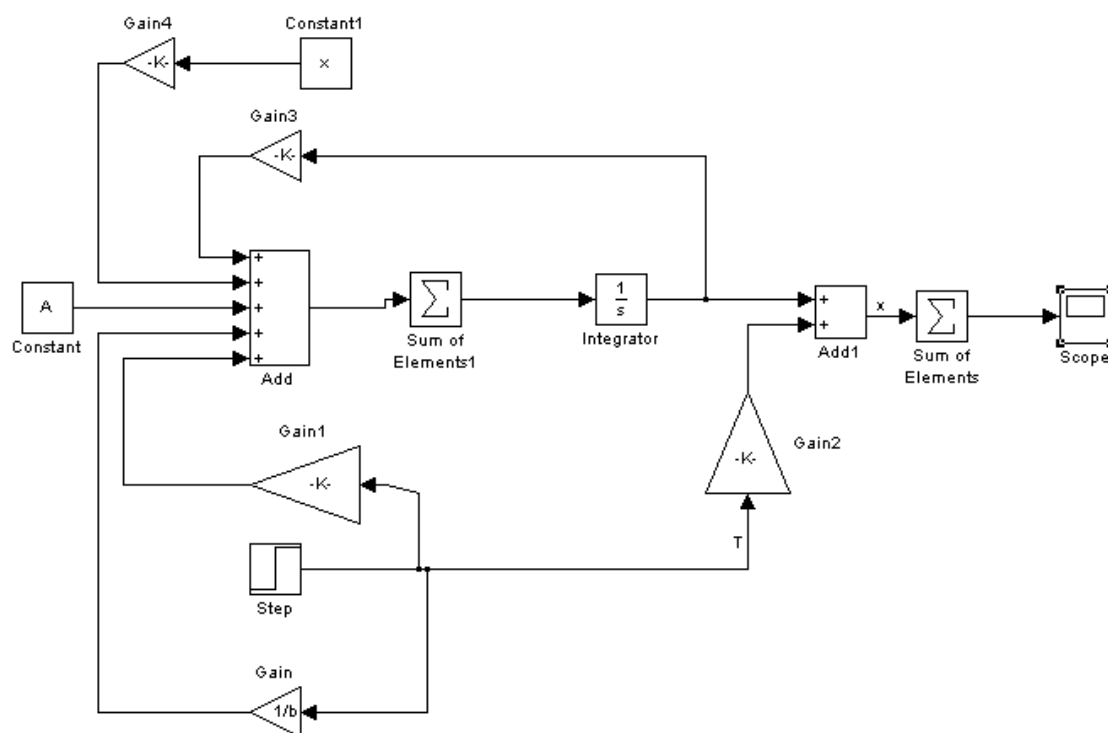 Gain4
Constant1
-K-
x
Gain3
-K-
+
+
+
+
+
A
Constant
Add
Sum of
Elements1
1
s
Integrator
+
+
Add1
x
Sum of
Elements
Scope
Gain1
-K-
Gain2
-K-
T
Step
Gain
1/b